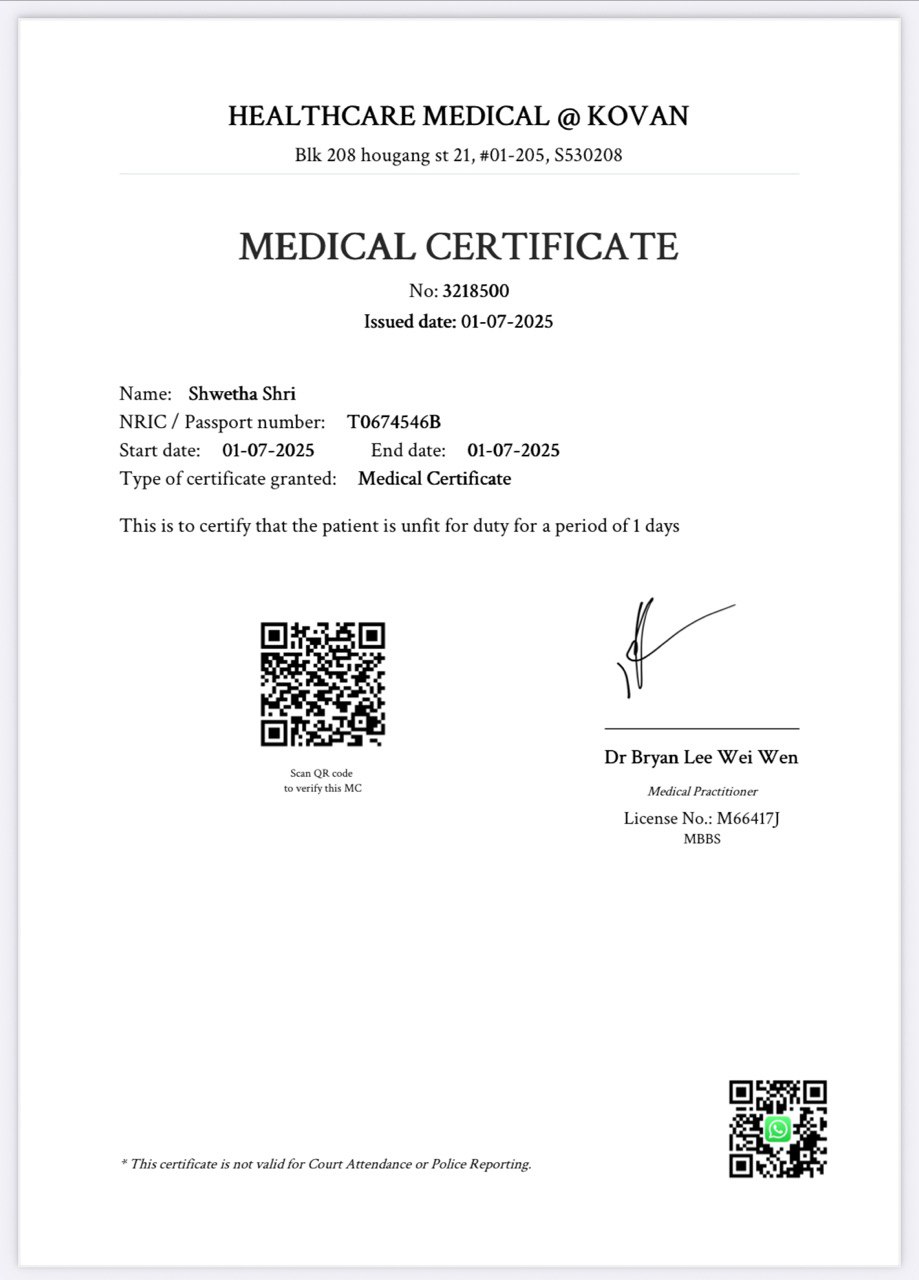 HEALTHCARE MEDICAL @ KOVAN
Blk 208 hougang st 21, #01-205, S530208
MEDICAL CERTIFICATE
No: 3218500
Issued date: 01-07-2025
Name: Shwetha Shri
NRIC / Passport number: T0674546B
Start date: 01-07-2025 End date: 01-07-2025
Type of certificate granted: Medical Certificate
This is to certify that the patient is unfit for duty for a period of 1 days
Scan QR code
to verify this MC
Dr Bryan Lee Wei Wen
Medical Practitioner
License No.: M66417J
MBBS
* This certificate is not valid for Court Attendance or Police Reporting.